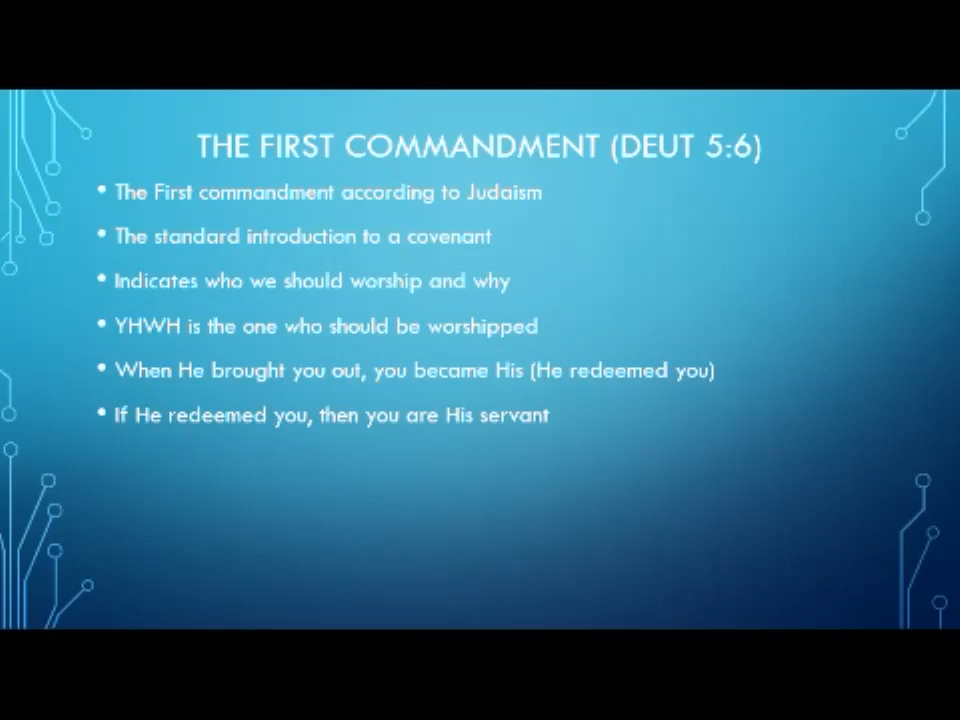 THE FIRST COMMANDMENT (DEUT 5:6)
• The First commandment according to Judaism
• The standard introduction to a covenant
• Indicates who we should worship and why
• YHWH is the one who should be worshipped
• When He brought you out, you became His (He redeemed you)
• If He redeemed you, then you are His servant